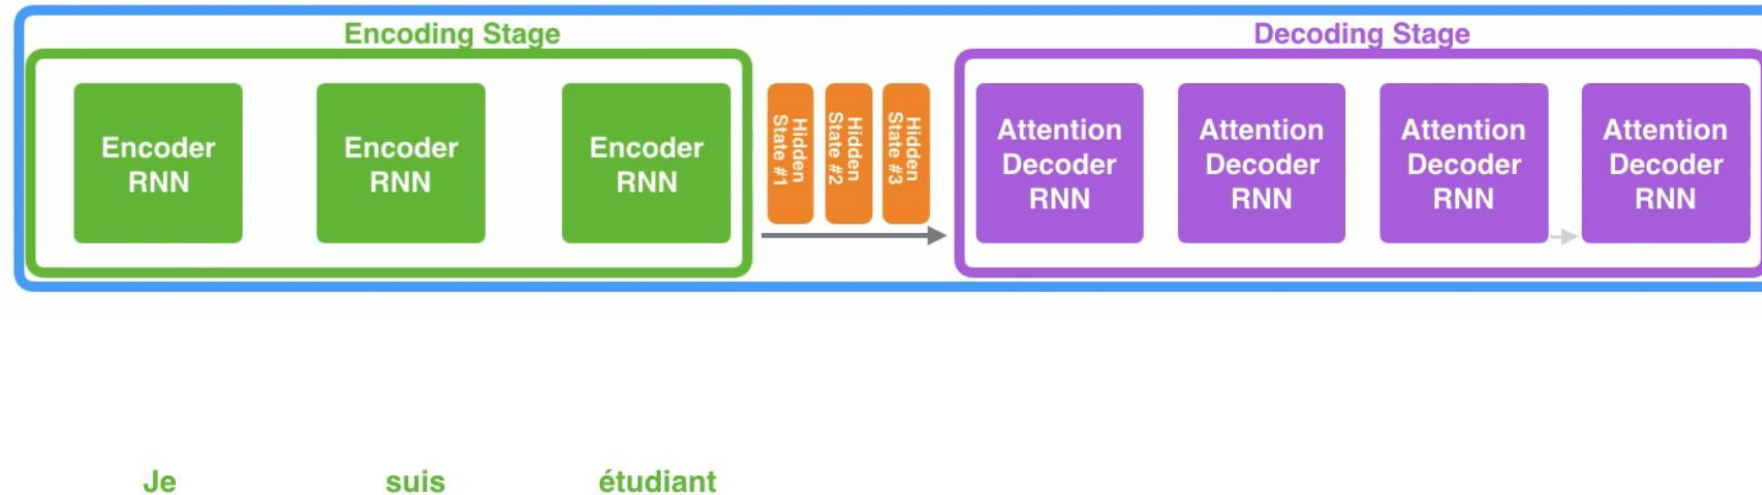 Encoding Stage
Decoding Stage
Encoder
RNN
Encoder
RNN
Encoder
RNN
Hidden
State #1
Hidden
State #2
Hidden
State #3
Attention
Decoder
RNN
Attention
Decoder
RNN
Attention
Decoder
RNN
Attention
Decoder
RNN
Je
suis
étudiant